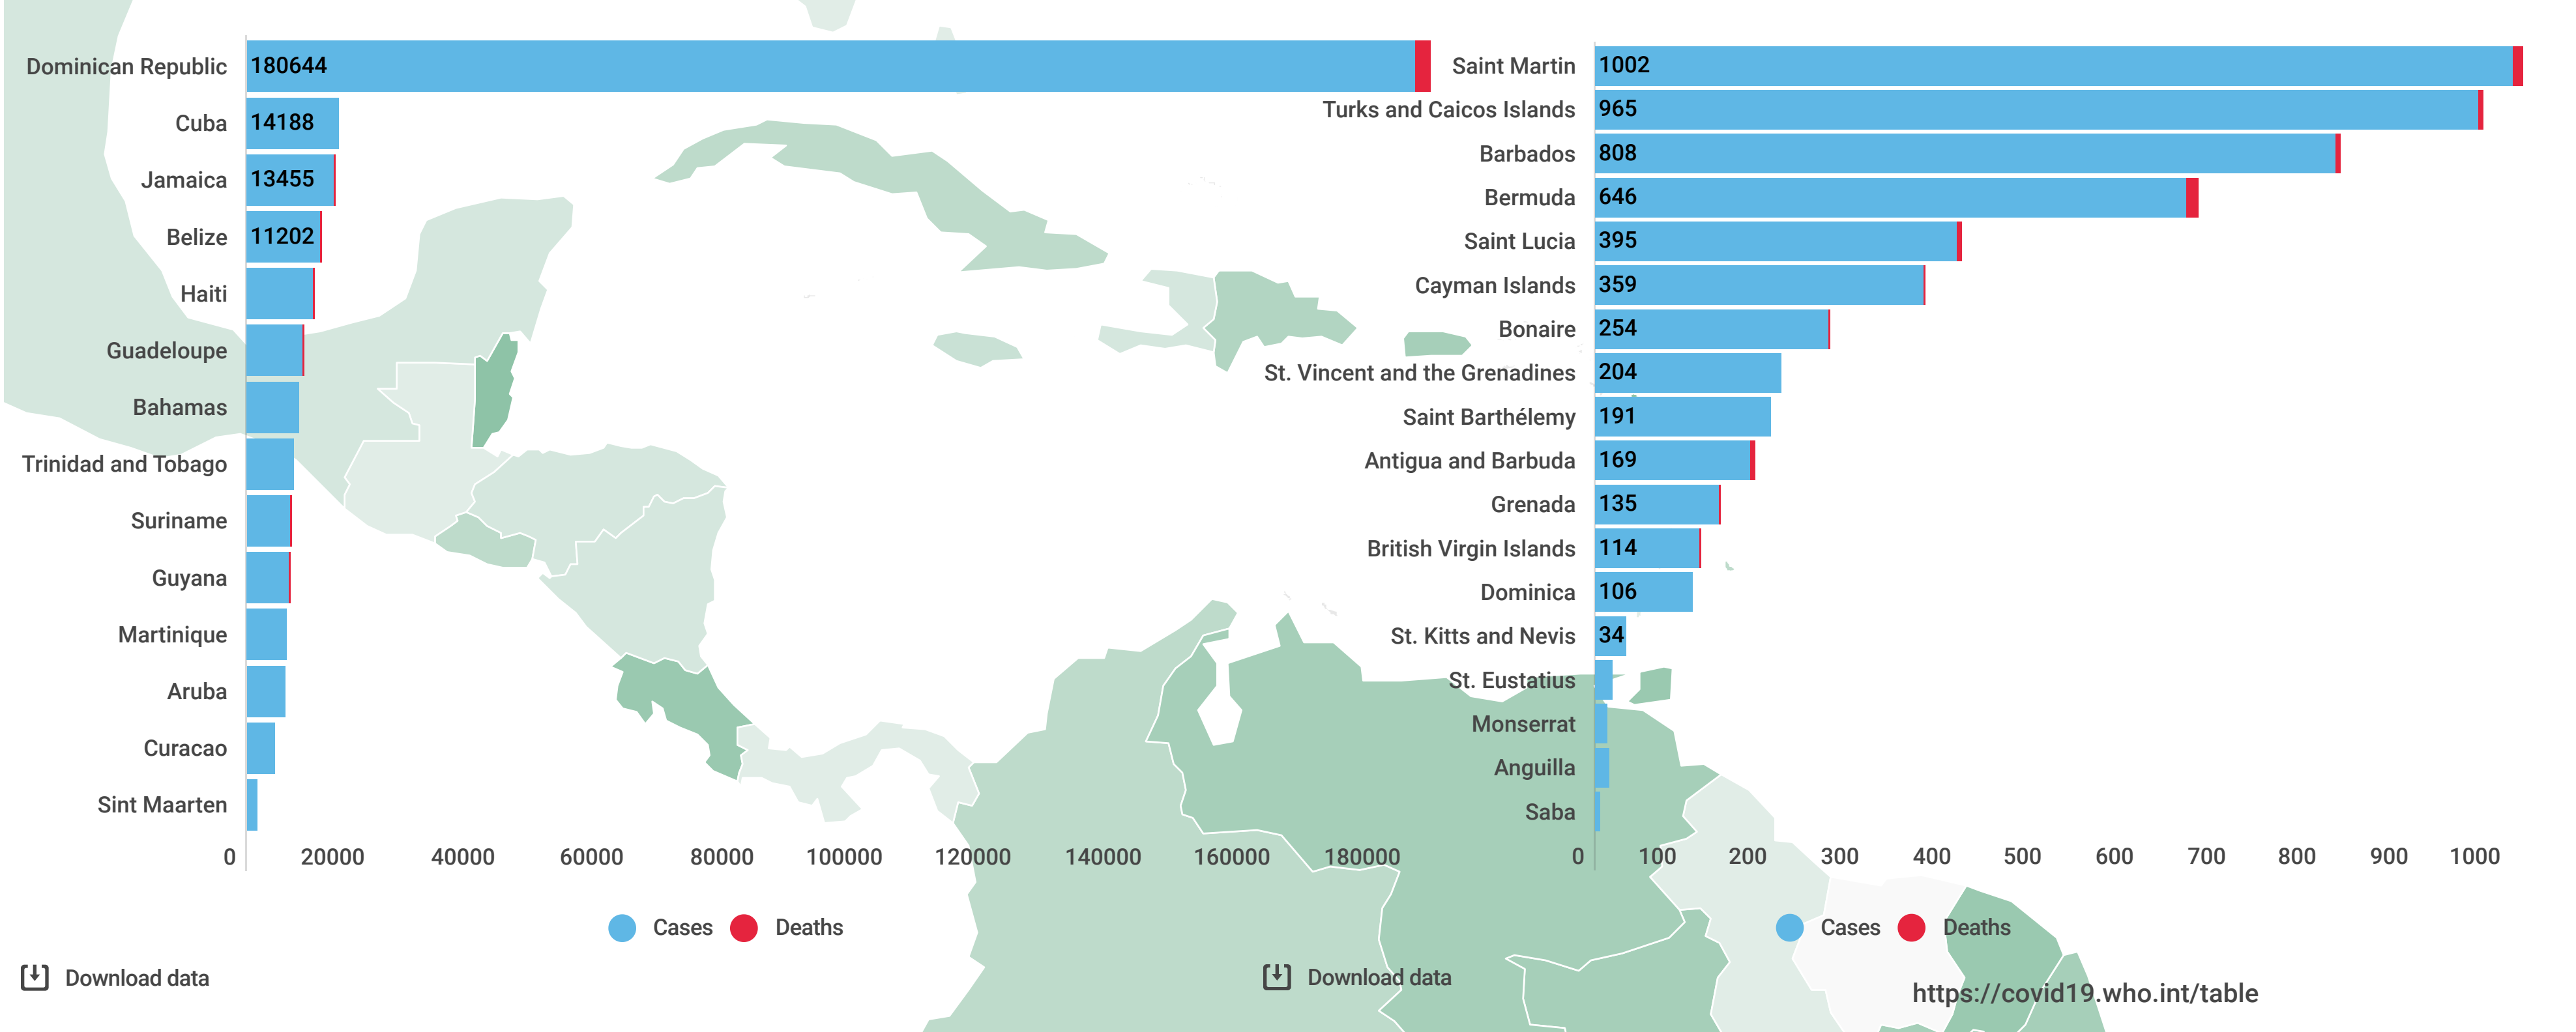 Dominican Republic 180644
Cuba 14188
Jamaica 13455
Belize 11202
Haiti
Guadeloupe
Bahamas
Trinidad and Tobago
Suriname
Guyana
Martinique
Aruba
Curacao
Sint Maarten
0 20000 40000 60000 80000 100000 120000 140000 160000 180000
Cases Deaths
Download data
Saint Martin 1002
Turks and Caicos Islands 965
Barbados 808
Bermuda 646
Saint Lucia 395
Cayman Islands 359
Bonaire 254
St. Vincent and the Grenadines 204
Saint Barthélemy 191
Antigua and Barbuda 169
Grenada 135
British Virgin Islands 114
Dominica 106
St. Kitts and Nevis 34
St. Eustatius
Monserrat
Anguilla
Saba
0 100 200 300 400 500 600 700 800 900 1000
Cases Deaths
Download data
https://covid19.who.int/table